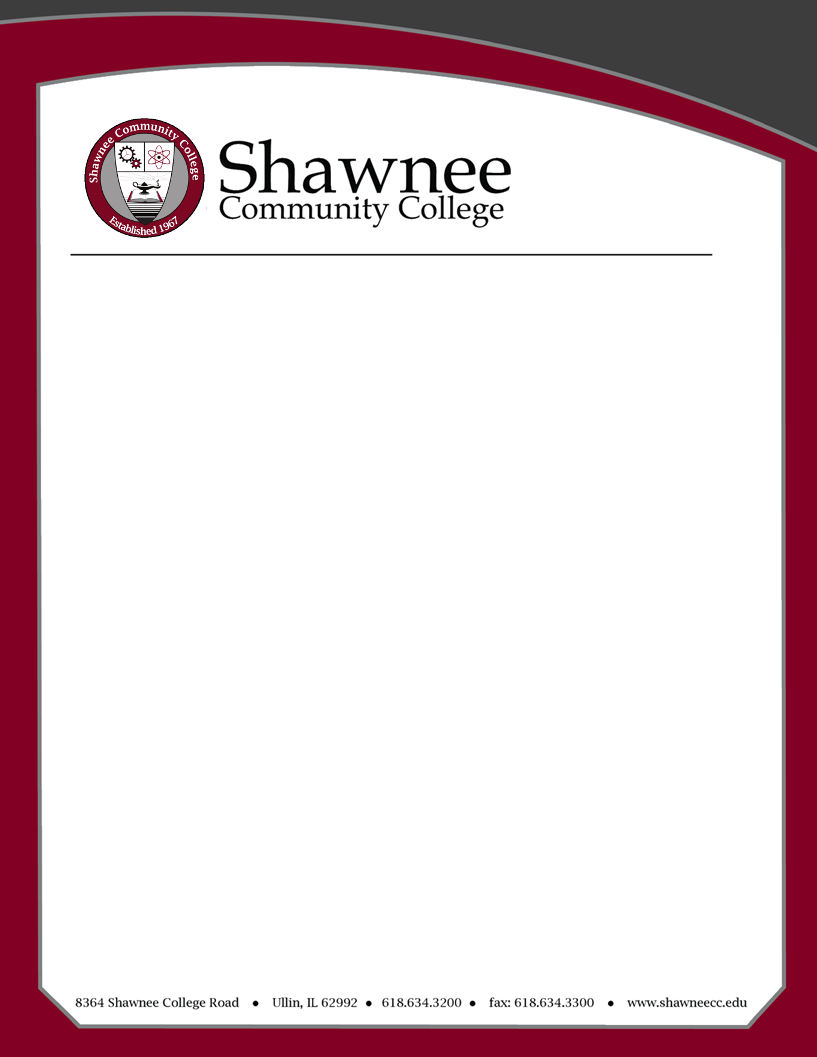 Shawnee Community College
Established 1967
Shawnee
Community College
8364 Shawnee College Road ● Ullin, IL 62992 ● 618.634.3200 ● fax: 618.634.3300 ● www.shawneecc.edu